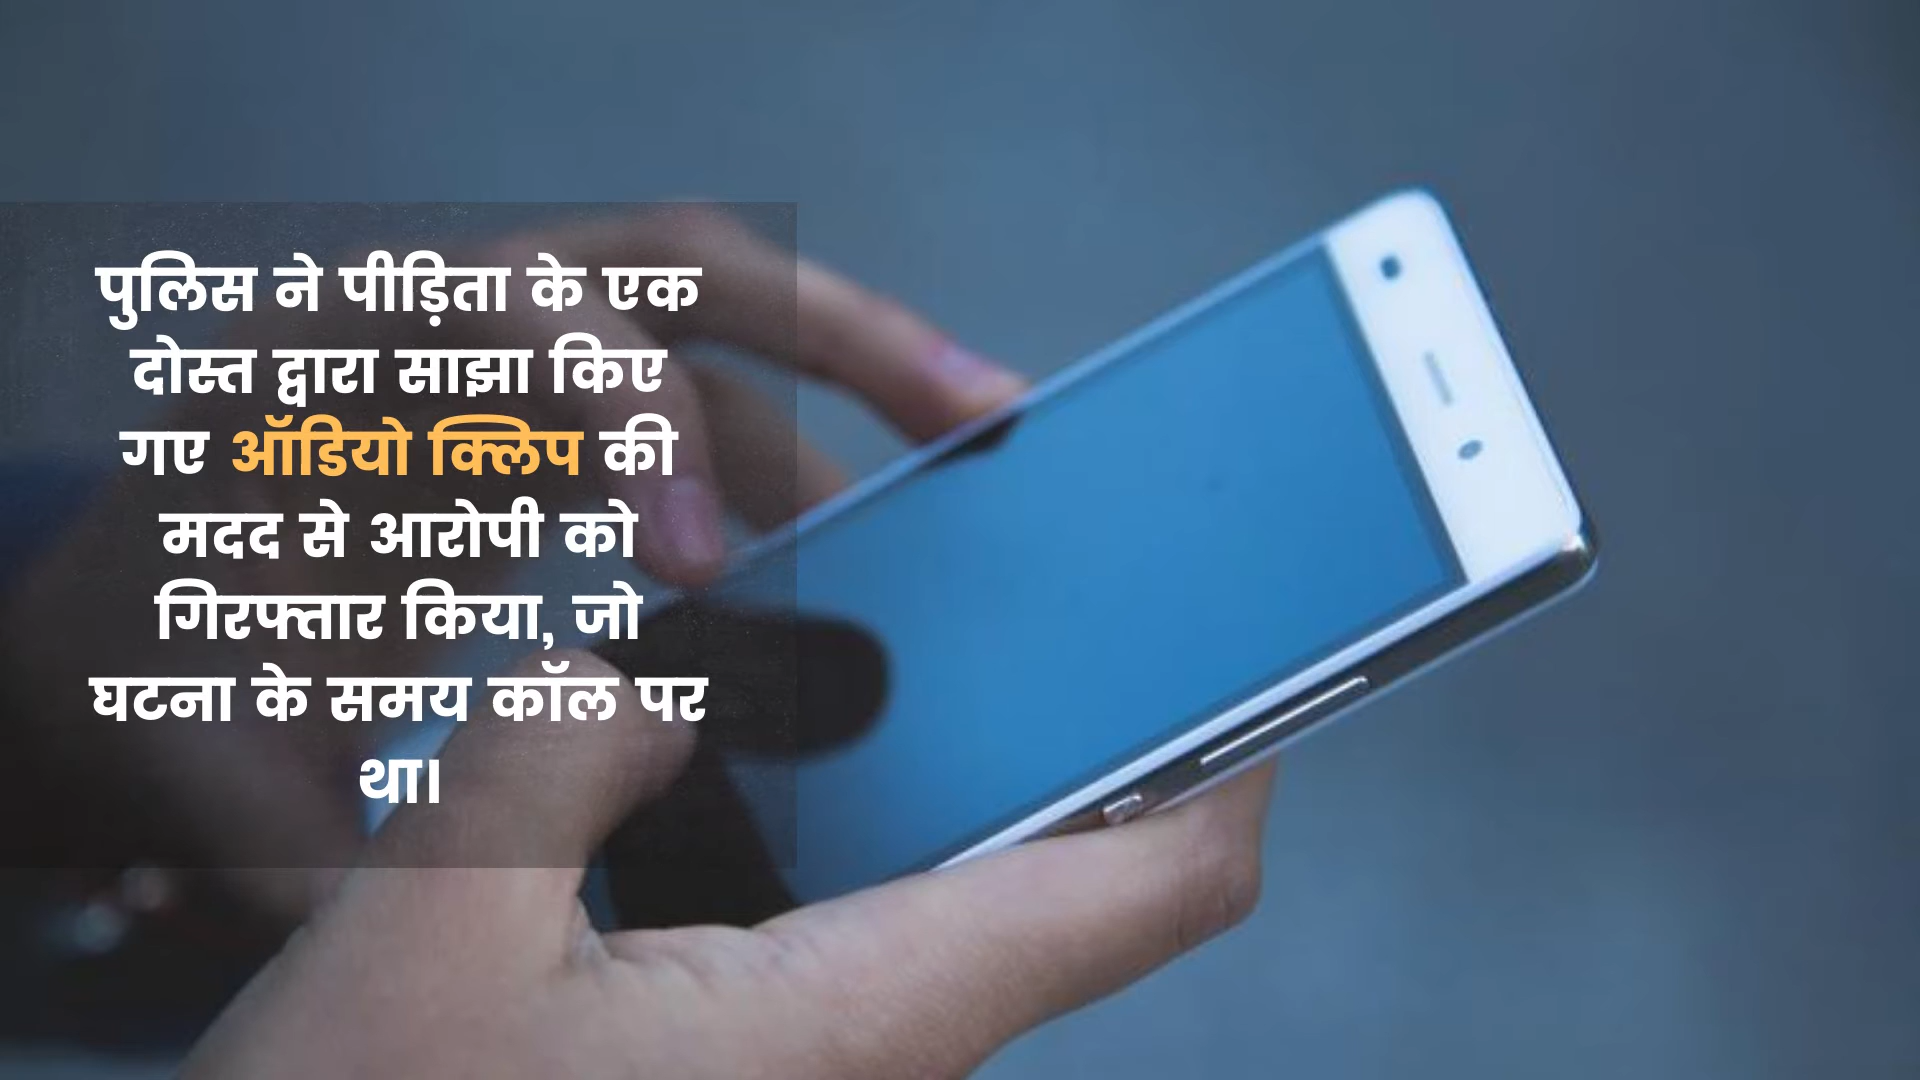 पुलिस ने पीड़िता के एक
दोस्त द्वारा साझा किए
गए ऑडियो क्लिप की
मदद से आरोपी को
गिरफ्तार किया, जो
घटना के समय कॉल पर
था।